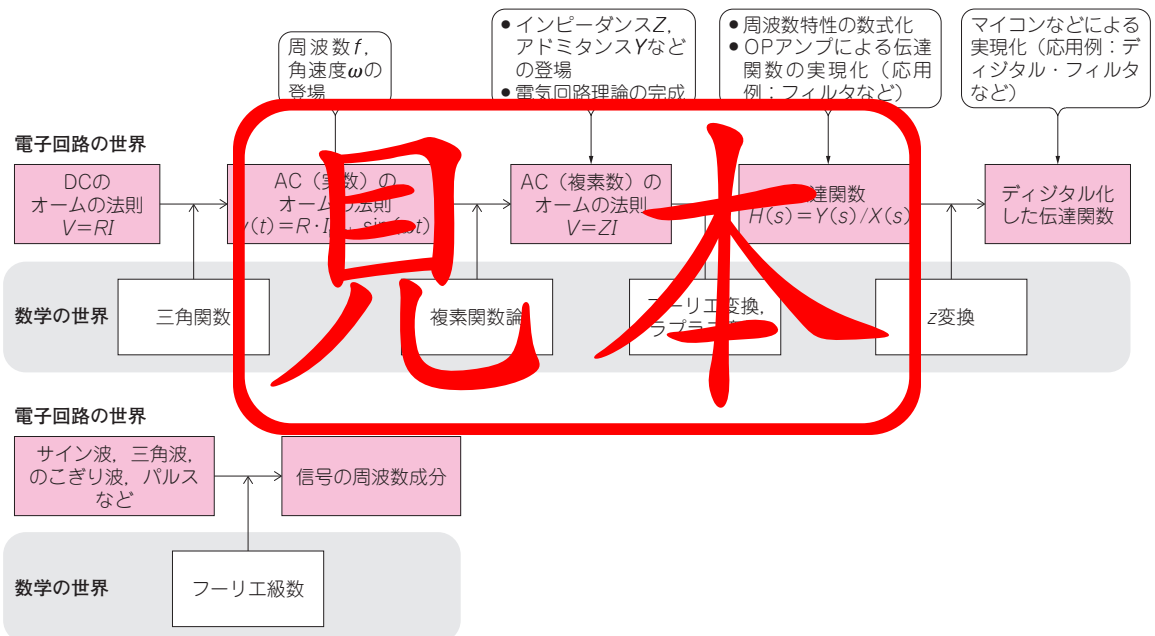 周波数f,
角速度ωの
登場
● インピーダンスZ,
アドミタンスYなど
の登場
● 電気回路理論の完成
● 周波数特性の数式化
● OPアンプによる伝達
関数の実現化（応用
例：フィルタなど）
マイコンなどによる
実現化（応用例：デ
ィジタル・フィルタ
など）
電子回路の世界
DCの
オームの法則
V=RI
AC（実数）の
オームの法則
(t)=R・I sin t)
AC（複素数）の
オームの法則
V=ZI
達関数
H(s)=Y(s)/X(s)
ディジタル化
した伝達関数
数学の世界
三角関数
複素関数論
フーリエ変換,
ラプラ
z変換
見本
電子回路の世界
サイン波，三角波，
のこぎり波，パルス
など
信号の周波数成分
数学の世界
フーリエ級数